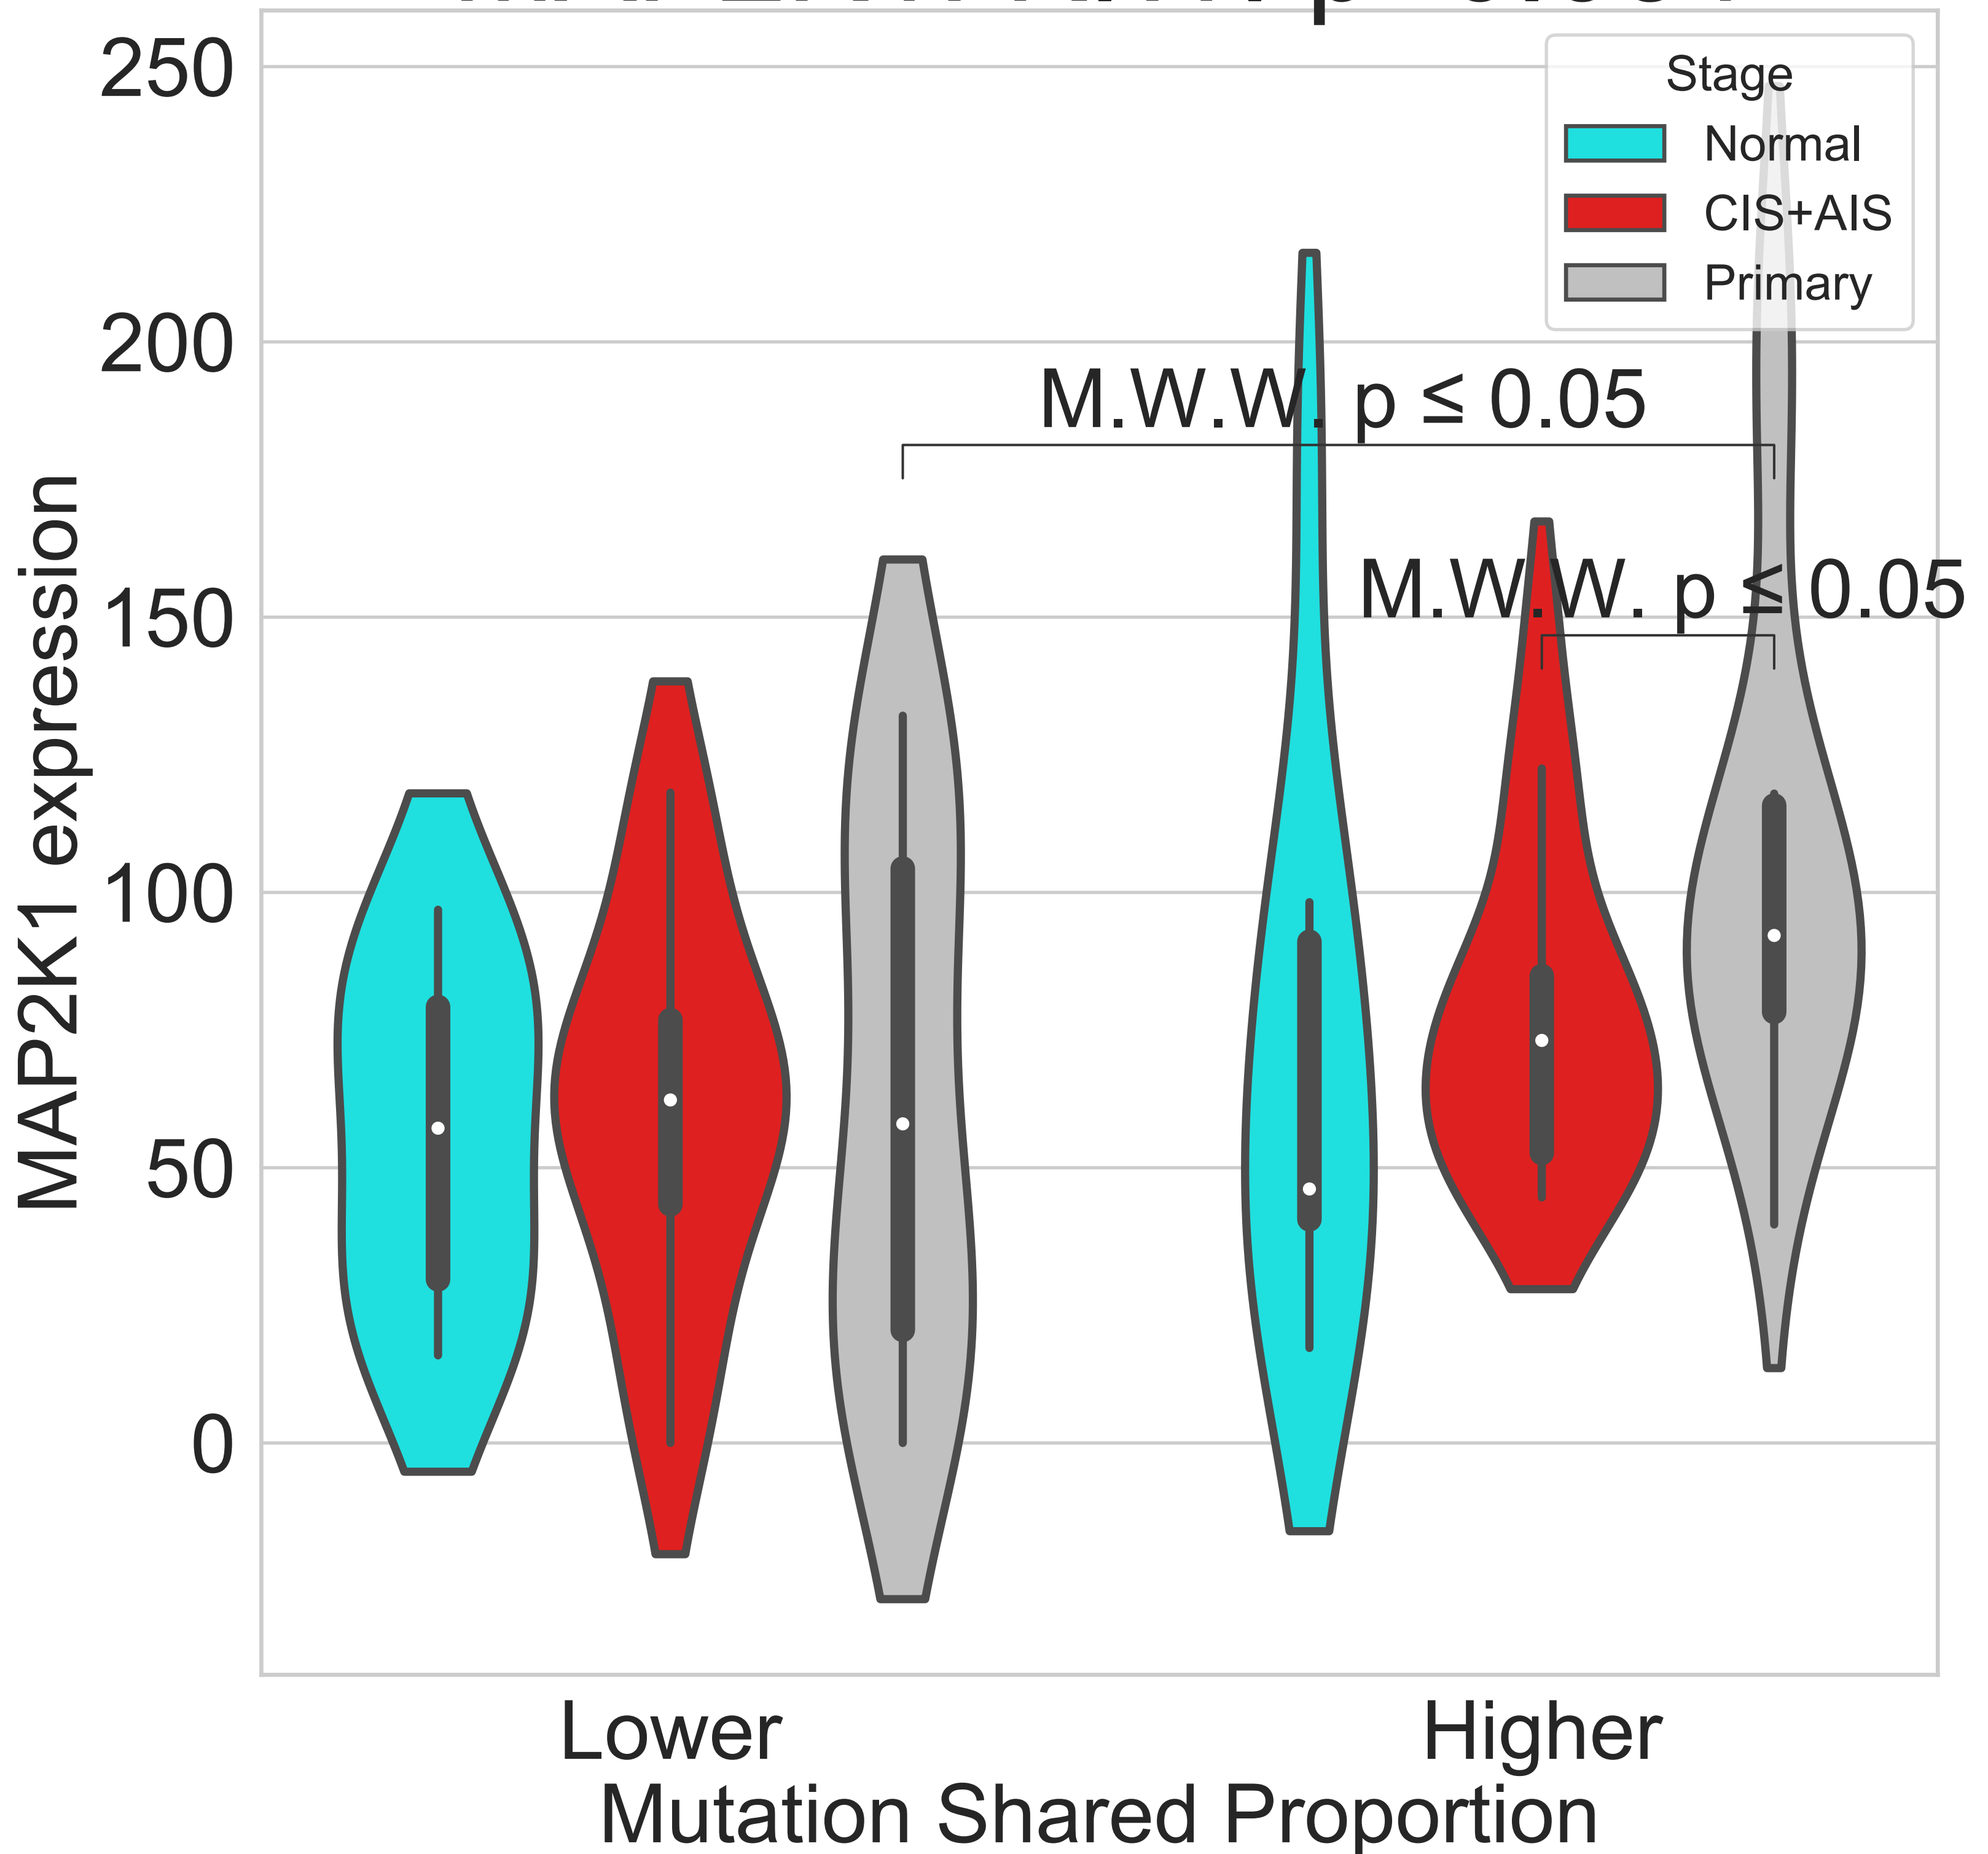 Stage
Normal
CIS+AIS
Primary
250
200
150
100
50
0
MAP2K1 expression
M.W.W. p ≤ 0.05
M.W.W. p ≤ 0.05
Lower
Higher
Mutation Shared Proportion